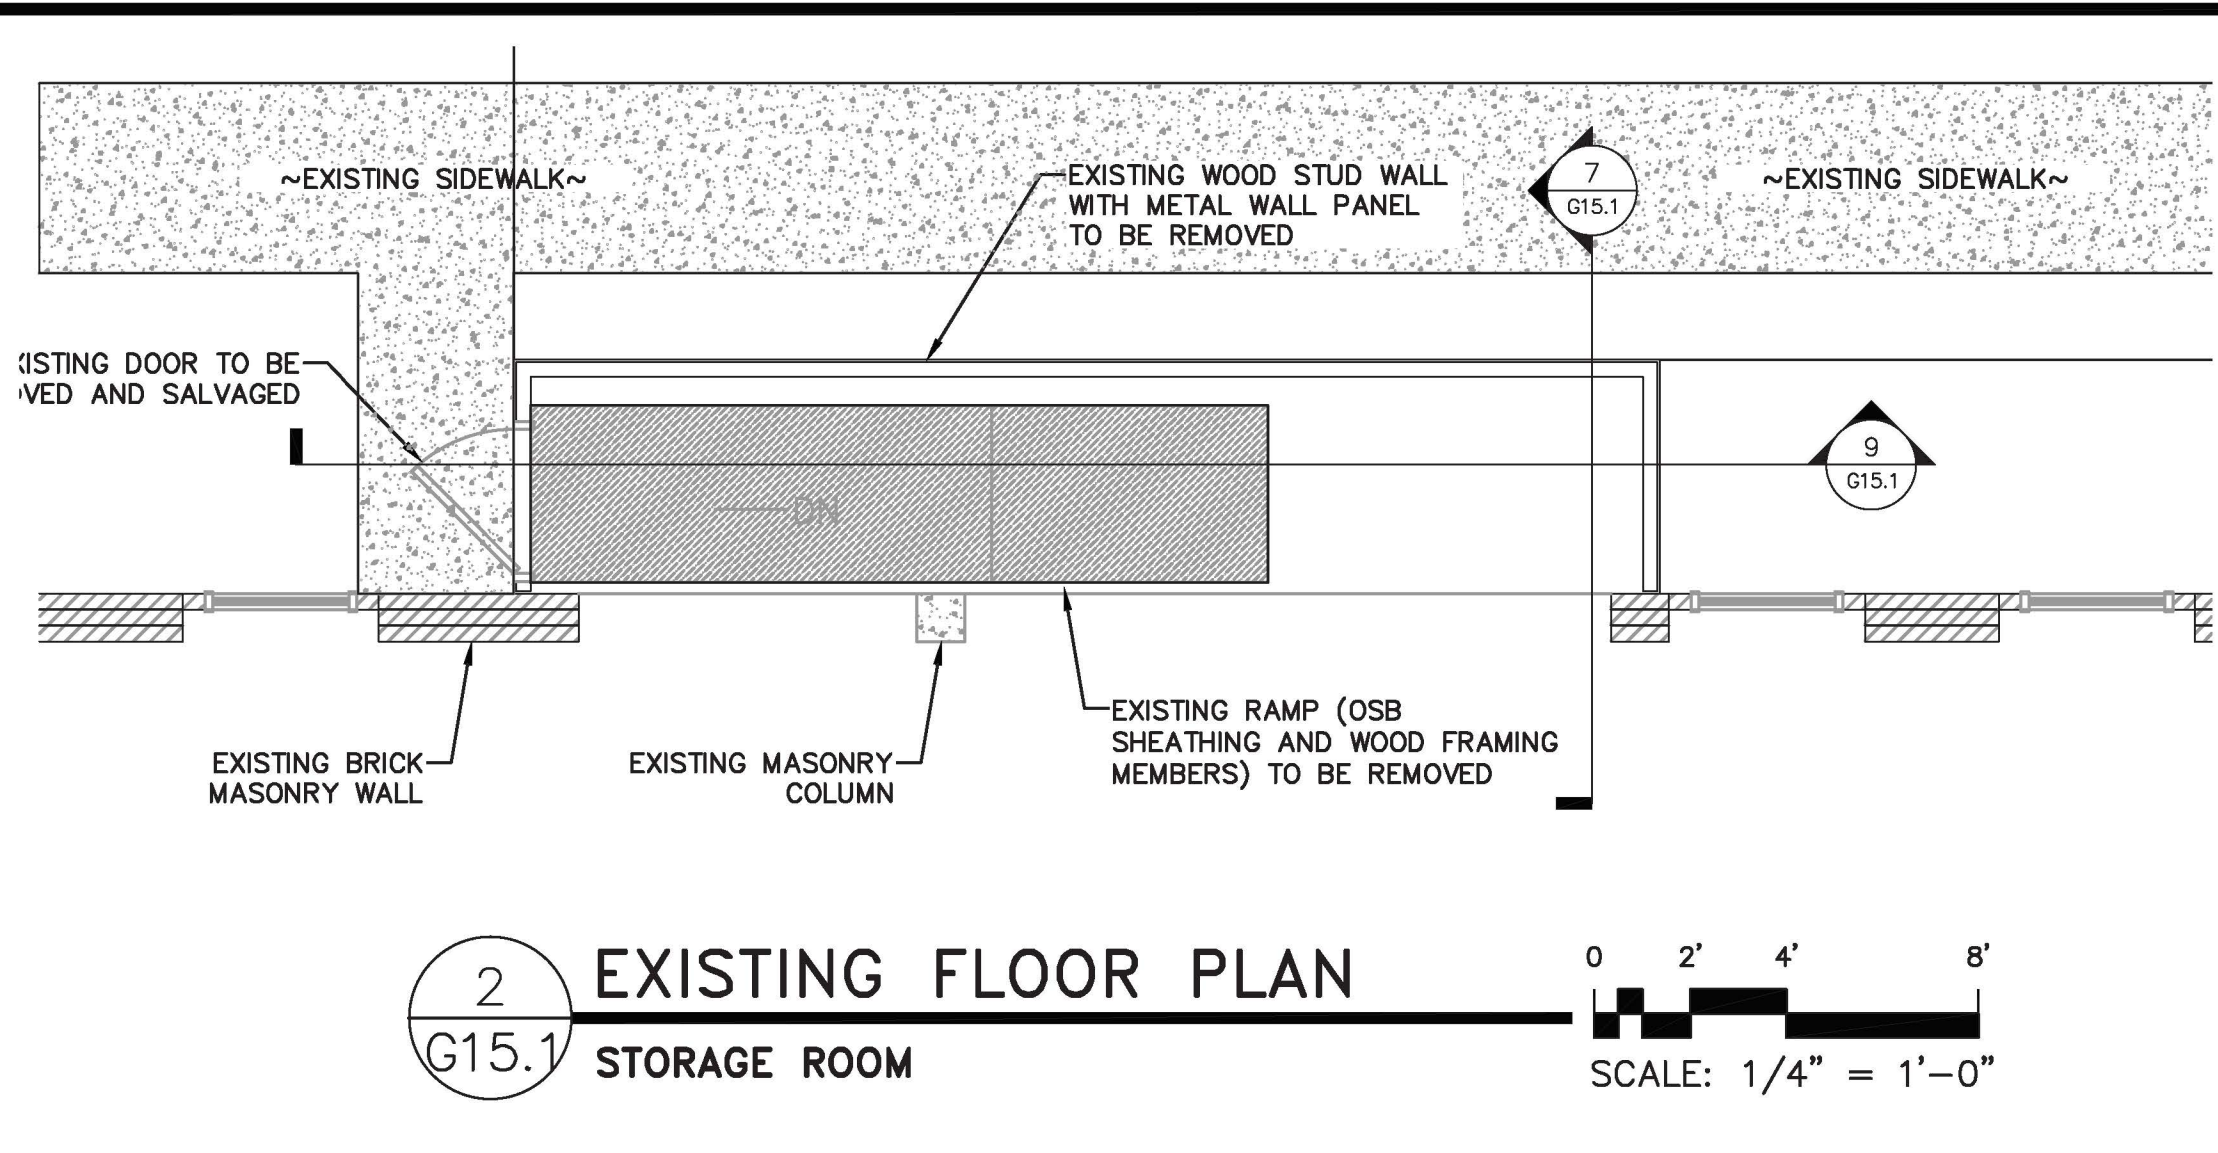 ~EXISTING SIDEWALK~
EXISTING WOOD STUD WALL
WITH METAL WALL PANEL
TO BE REMOVED
7
G15.1
~EXISTING SIDEWALK~
DOOR TO BE
AND SALVAGED
9
G15.1
DN
EXISTING BRICK
MASONRY WALL
EXISTING MASONRY
COLUMN
EXISTING RAMP (OSB
SHEATHING AND WOOD FRAMING
MEMBERS) TO BE REMOVED
2
G15.1
EXISTING FLOOR PLAN
STORAGE ROOM
0 2' 4' 8'
SCALE: 1/4" = 1'-0"